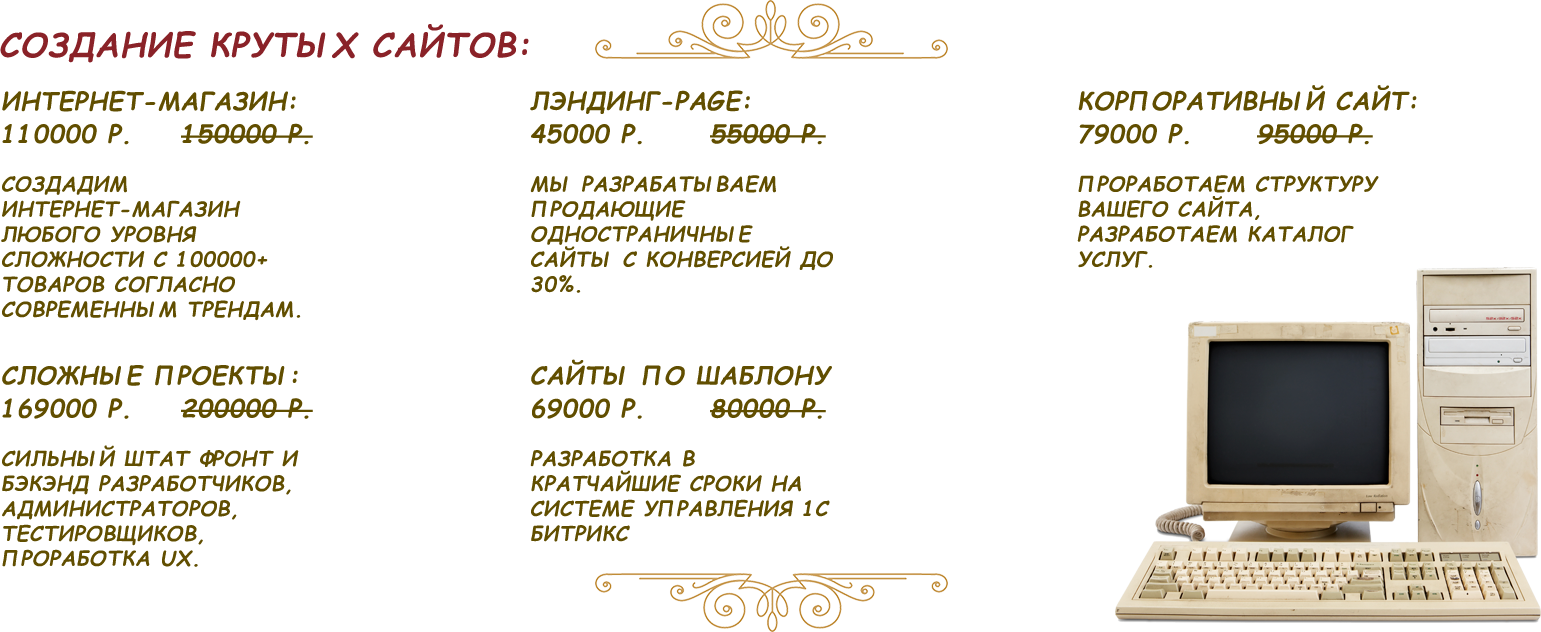 СОЗДАНИЕ КРУТЫХ САЙТОВ:
ИНТЕРНЕТ-МАГАЗИН:
110000 Р. 150000 Р.
СОЗДАДИМ
ИНТЕРНЕТ-МАГАЗИН
ЛЮБОГО УРОВНЯ
СЛОЖНОСТИ С 100000+
ТОВАРОВ СОГЛАСНО
СОВРЕМЕННЫМ ТРЕНДАМ.
ЛЭНДИНГ-PAGE:
45000 Р. 55000 Р.
МЫ РАЗРАБАТЫВАЕМ
ПРОДАЮЩИЕ
ОДНОСТРАНИЧНЫЕ
САЙТЫ С КОНВЕРСИЕЙ ДО
30%.
КОРПОРАТИВНЫЙ САЙТ:
79000 Р. 95000 Р.
ПРОРАБОТАЕМ СТРУКТУРУ
ВАШЕГО САЙТА,
РАЗРАБОТАЕМ КАТАЛОГ
УСЛУГ.
СЛОЖНЫЕ ПРОЕКТЫ:
169000 Р. 200000 Р.
СИЛЬНЫЙ ШТАТ ФРОНТ И
БЭКЭНД РАЗРАБОТЧИКОВ,
АДМИНИСТРАТОРОВ,
ТЕСТИРОВЩИКОВ,
ПРОРАБОТКА UX.
САЙТЫ ПО ШАБЛОНУ
69000 Р. 80000 Р.
РАЗРАБОТКА В
КРАТЧАЙШИЕ СРОКИ НА
СИСТЕМЕ УПРАВЛЕНИЯ 1С
БИТРИКС